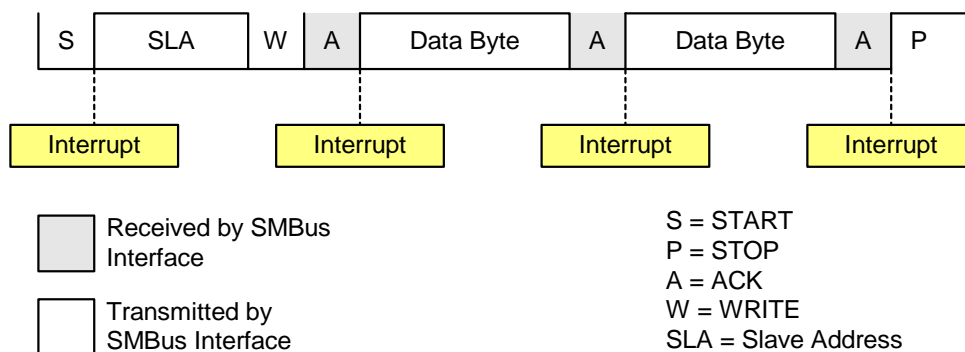 S SLA W A Data Byte A Data Byte A P
Interrupt Interrupt Interrupt Interrupt
Received by SMBus
Interface
Transmitted by
SMBus Interface
S = START
P = STOP
A = ACK
W = WRITE
SLA = Slave Address